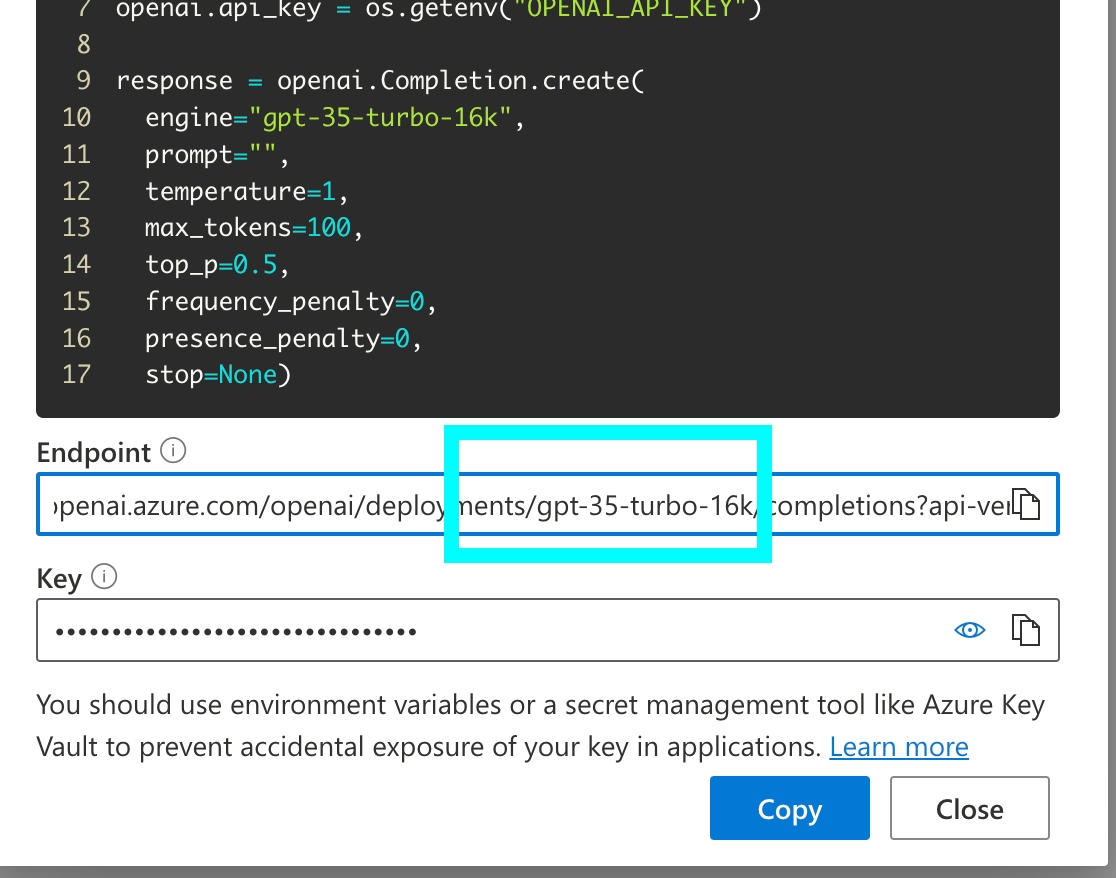 7 openai.api_key = os.getenv("OPENAI_API_KEY")
8
9 response = openai.Completion.create(
10 engine="gpt-35-turbo-16k",
11 prompt="",
12 temperature=1,
13 max_tokens=100,
14 top_p=0.5,
15 frequency_penalty=0,
16 presence_penalty=0,
17 stop=None)
Endpoint
openai.azure.com/openai/deployments/gpt-35-turbo-16k/completions?api-ver
Key
••••••••••••••••••••••••••••••••
You should use environment variables or a secret management tool like Azure Key
Vault to prevent accidental exposure of your key in applications. Learn more
Copy Close